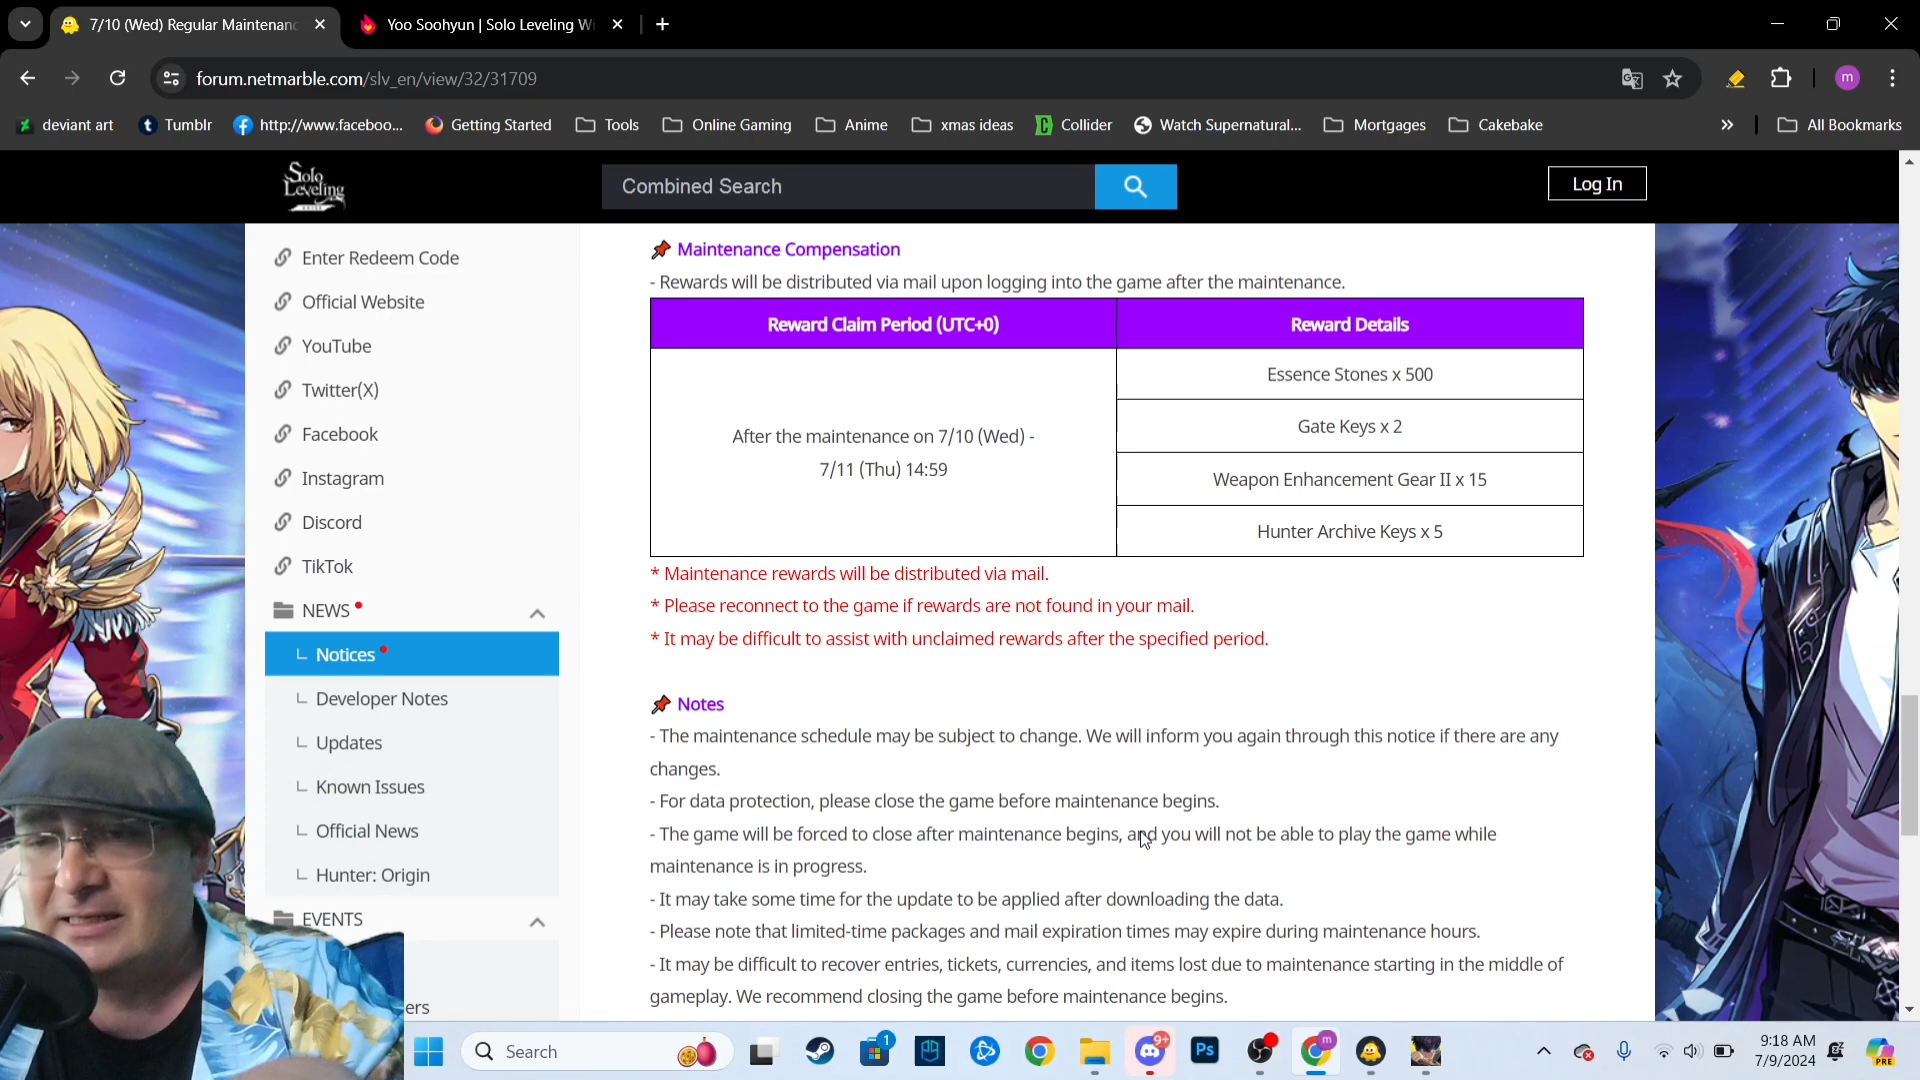 7/10 (Wed) Regular Maintenanc
Yoo Soohyun | Solo Leveling Wi
forum.netmarble.com/slv_en/view/32/31709
m
deviant art
Tumblr
http://www.faceboo...
Getting Started
Tools
Online Gaming
Anime
xmas ideas
Collider
Watch Supernatural...
Mortgages
Cakebake
All Bookmarks
Solo Leveling
Combined Search
Log In
Enter Redeem Code
Official Website
YouTube
Twitter(X)
Facebook
Instagram
Discord
TikTok
NEWS
Notices
Developer Notes
Updates
Known Issues
Official News
Hunter: Origin
EVENTS
ers
Maintenance Compensation
- Rewards will be distributed via mail upon logging into the game after the maintenance.
Reward Claim Period (UTC+0)
Reward Details
After the maintenance on 7/10 (Wed) -
7/11 (Thu) 14:59
Essence Stones x 500
Gate Keys x 2
Weapon Enhancement Gear II x 15
Hunter Archive Keys x 5
* Maintenance rewards will be distributed via mail.
* Please reconnect to the game if rewards are not found in your mail.
* It may be difficult to assist with unclaimed rewards after the specified period.
Notes
- The maintenance schedule may be subject to change. We will inform you again through this notice if there are any
changes.
- For data protection, please close the game before maintenance begins.
- The game will be forced to close after maintenance begins, and you will not be able to play the game while
maintenance is in progress.
- It may take some time for the update to be applied after downloading the data.
- Please note that limited-time packages and mail expiration times may expire during maintenance hours.
- It may be difficult to recover entries, tickets, currencies, and items lost due to maintenance starting in the middle of
gameplay. We recommend closing the game before maintenance begins.
Search
1
9+
Ps
m
9:18 AM
7/9/2024
PRE